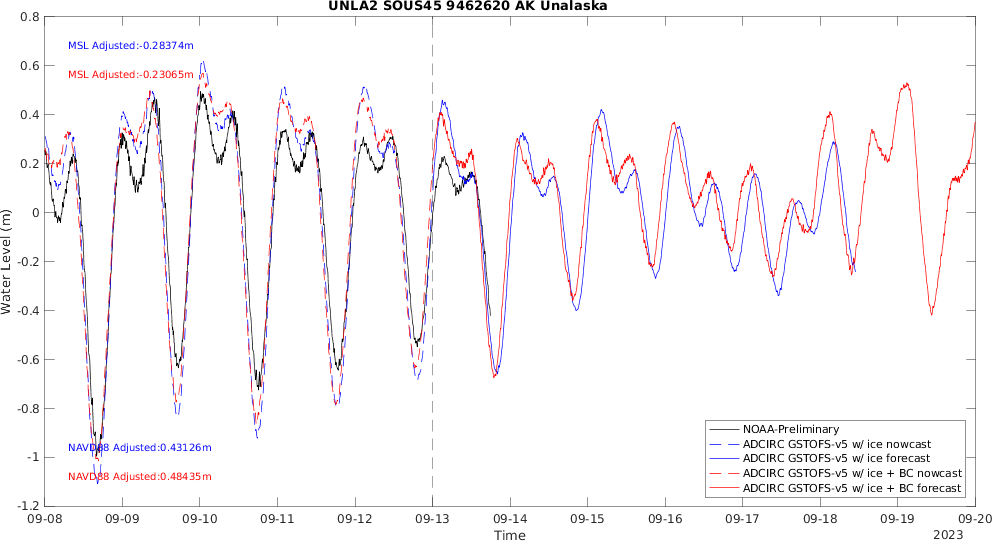 UNLA2 SOUS45 9462620 AK Unalaska
0.8
0.6
0.4
0.2
0
-0.2
-0.4
-0.6
-0.8
-1
-1.2
Water Level (m)
MSL Adjusted:-0.28374m
MSL Adjusted:-0.23065m
NAVD88 Adjusted:0.43126m
NAVD88 Adjusted:0.48435m
NOAA-Preliminary
ADCIRC GSTOFS-v5 w/ ice nowcast
ADCIRC GSTOFS-v5 w/ ice forecast
ADCIRC GSTOFS-v5 w/ ice + BC nowcast
ADCIRC GSTOFS-v5 w/ ice + BC forecast
09-08 09-09 09-10 09-11 09-12 09-13 09-14 09-15 09-16 09-17 09-18 09-19 09-20
Time
2023